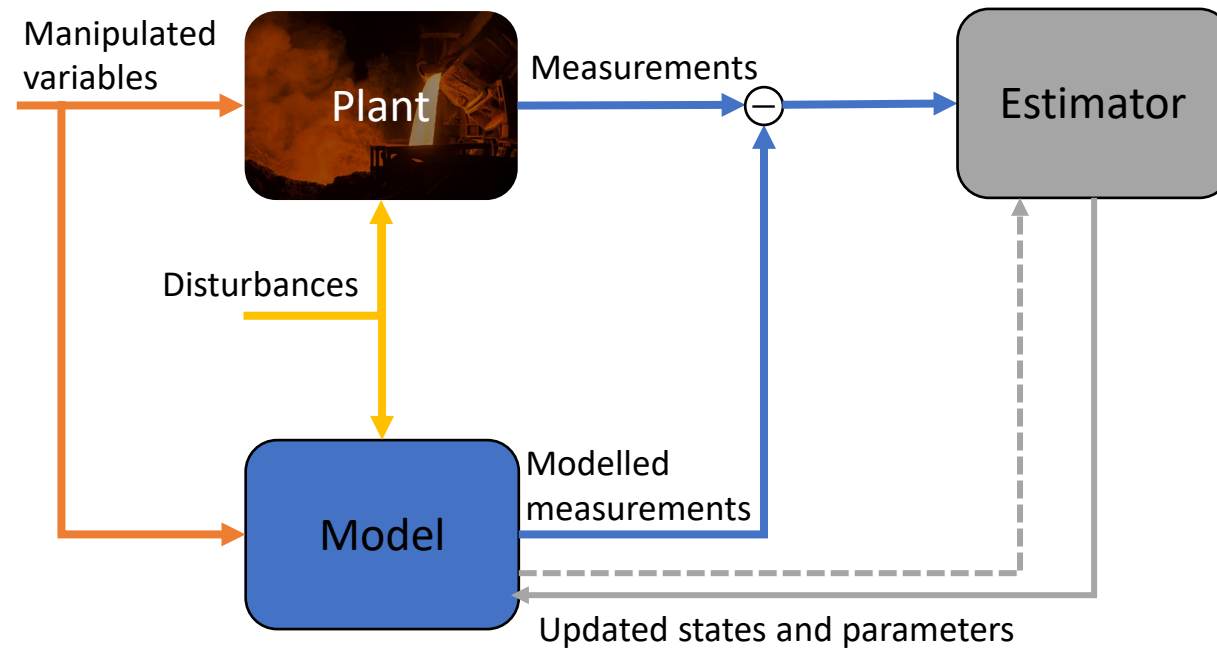 Manipulated
variables
Plant
Measurements
−
Estimator
Disturbances
Modelled
measurements
Model
Updated states and parameters